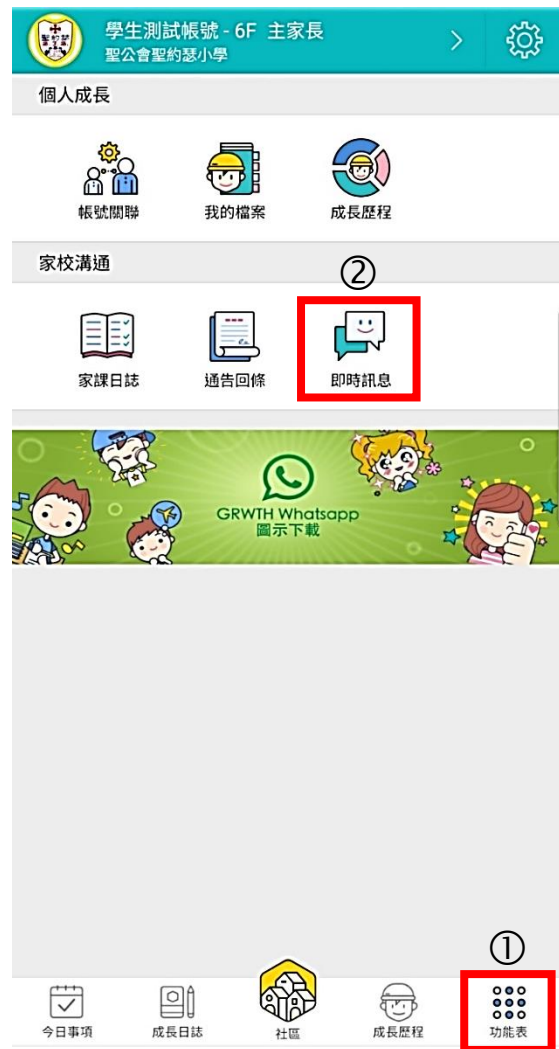 學生測試帳號 - 6F 主家長
聖公會聖約瑟小學
個人成長
帳號關聯
我的檔案
成長歷程
家校溝通
②
家課日誌
通告回條
即時訊息
GRWTH Whatsapp
圖示下載
①
今日事項
成長日誌
社區
成長歷程
功能表